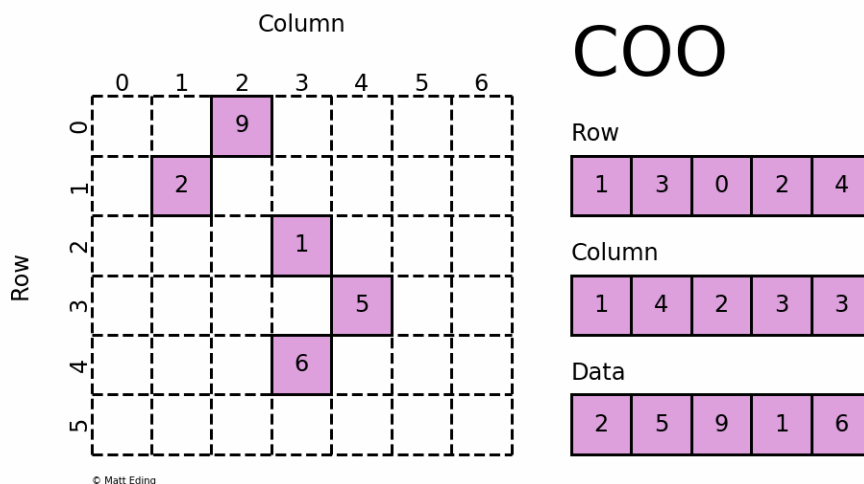 Column
0 1 2 3 4 5 6
Row
0 9
1 2
2 1
3 5
4 6
5
© Matt Eding
COO
Row
1 3 0 2 4
Column
1 4 2 3 3
Data
2 5 9 1 6